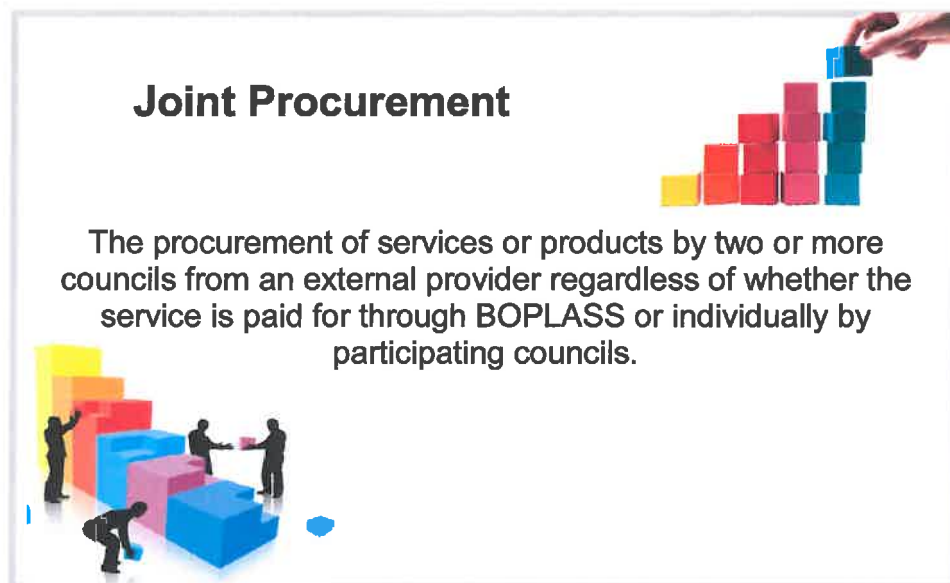 Joint Procurement
The procurement of services or products by two or more
councils from an external provider regardless of whether the
service is paid for through BOPLASS or individually by
participating councils.